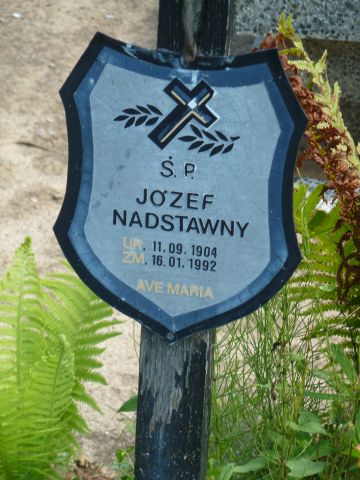 Ś. P.
JÓZEF
NADSTAWNY
UR. 11.09.1904
ZM. 16.01.1992
AVE MARIA